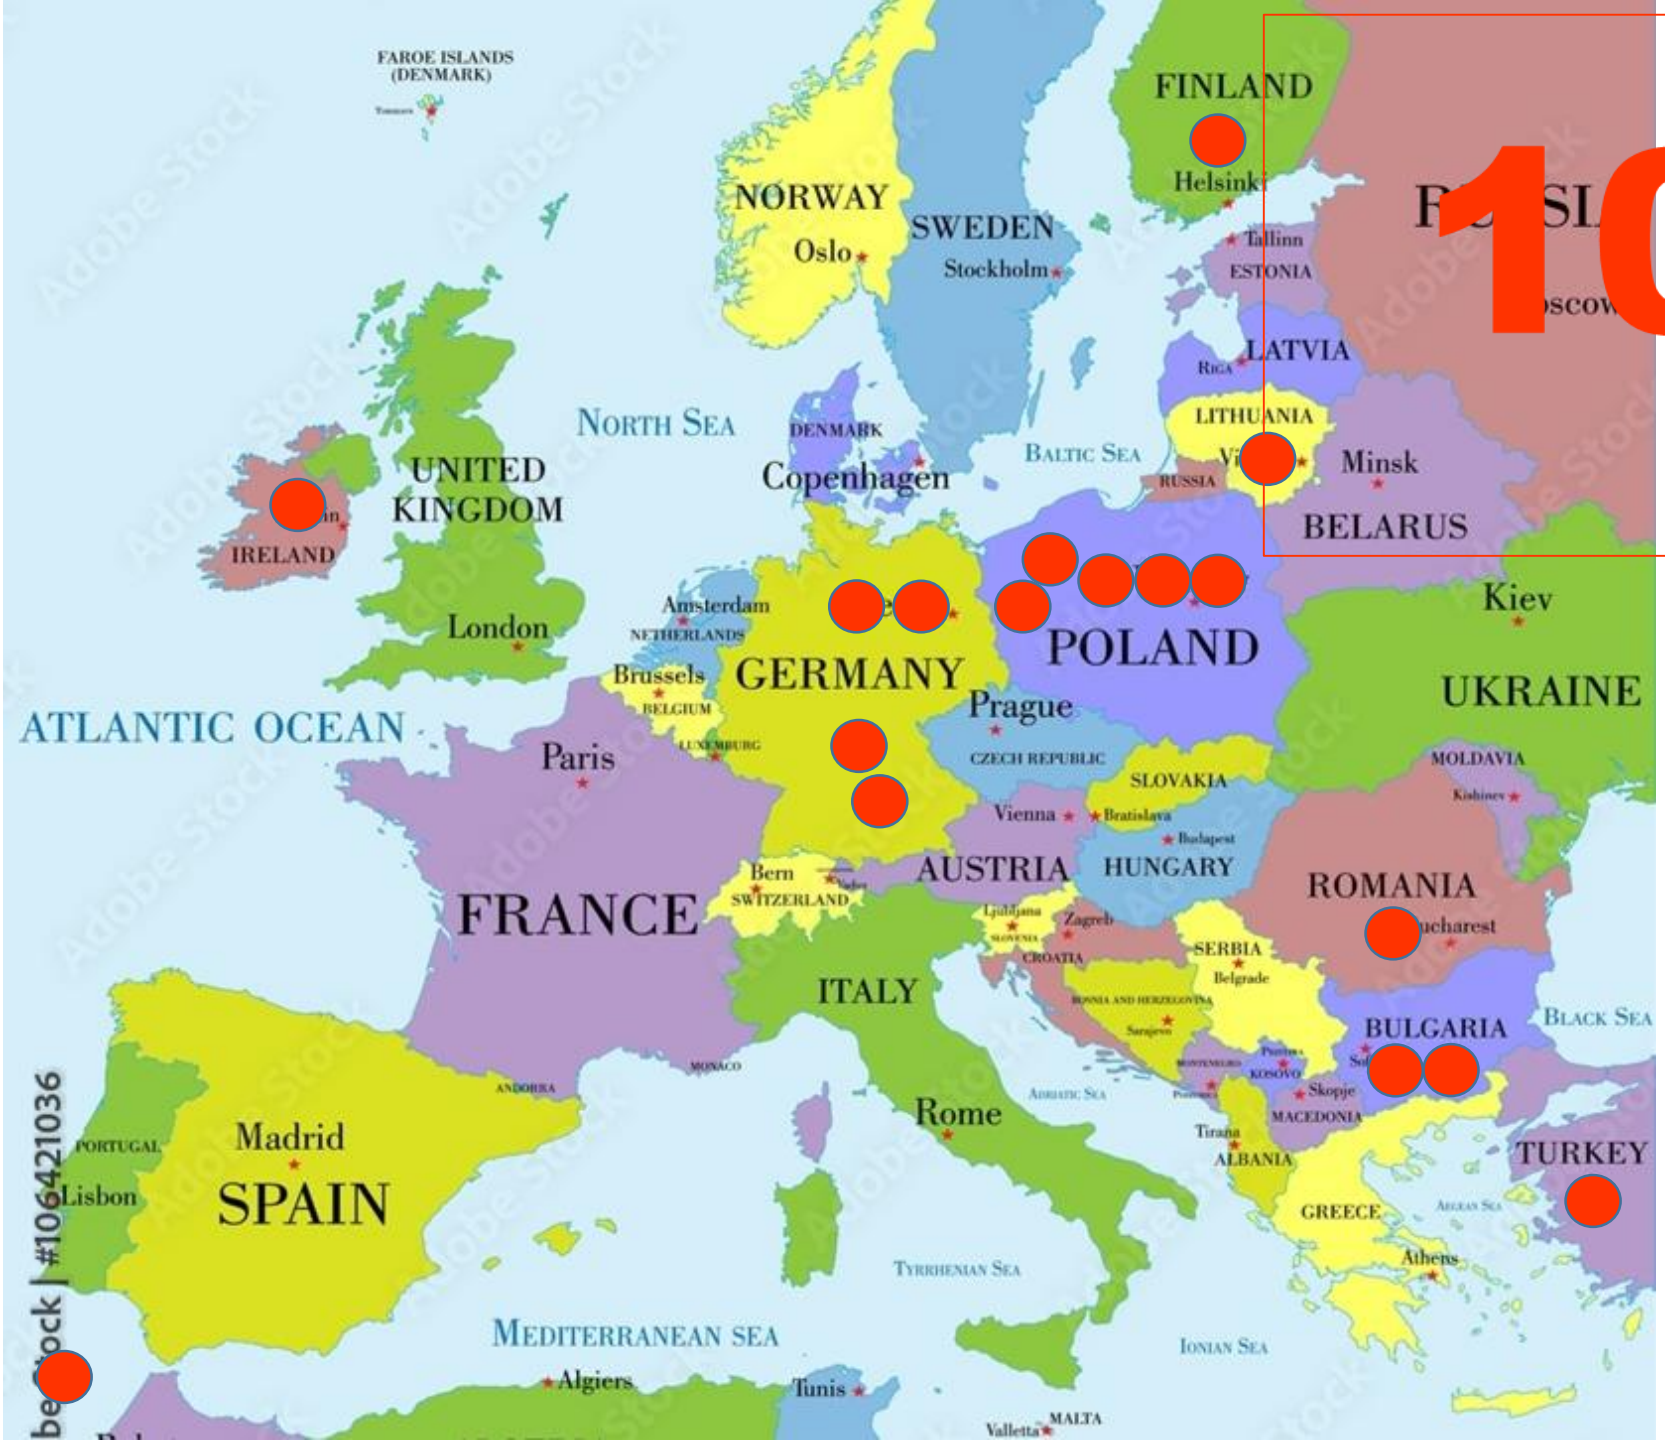 FAROE ISLANDS
(DENMARK)
FINLAND
Helsinki
NORWAY
Oslo
SWEDEN
Stockholm
Tallinn
ESTONIA
10
LATVIA
RIGA
LITHUANIA
NORTH SEA
DENMARK
Copenhagen
BALTIC SEA
RUSSIA
Minsk
BELARUS
UNITED
KINGDOM
IRELAND
London
Amsterdam
NETHERLANDS
Kiev
Brussels
BELGIUM
GERMANY
POLAND
UKRAINE
ATLANTIC OCEAN
Prague
CZECH REPUBLIC
LUXEMBURG
Paris
SLOVAKIA
MOLDAVIA
Kishinev
Vienna
Bratislava
Budapest
AUSTRIA
HUNGARY
ROMANIA
Bern
Vaduz
SWITZERLAND
FRANCE
Ljubljana
SLOVENIA
Zagreb
CROATIA
SERBIA
Belgrade
ITALY
BOSNIA AND HERZEGOVINA
Sarajevo
BULGARIA
BLACK SEA
MONACO
ANDORRA
MONTENEGRO
KOSOVO
Skopje
MACEDONIA
ADRIATIC SEA
Rome
Tirana
ALBANIA
PORTUGAL
Lisbon
Madrid
SPAIN
TURKEY
GREECE
AEGEAN SEA
Athens
TYRRHENIAN SEA
MEDITERRANEAN SEA
IONIAN SEA
Algiers
Tunis
Valletta
MALTA
Adobe Stock
#1064621036